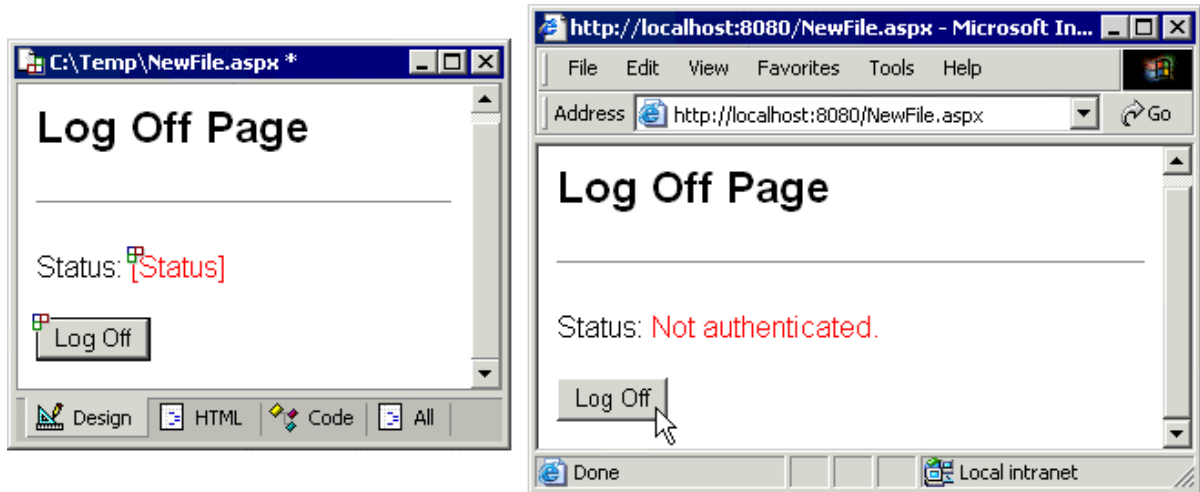 C:\Temp\NewFile.aspx *
Log Off Page
Status: [Status]
Log Off
Design HTML Code All
http://localhost:8080/NewFile.aspx - Microsoft In...
File Edit View Favorites Tools Help
Address http://localhost:8080/NewFile.aspx Go
Log Off Page
Status: Not authenticated.
Log Off
Done Local intranet